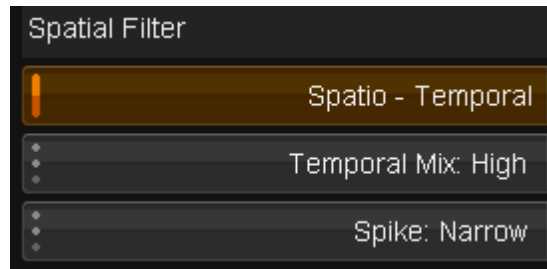 Spatial Filter
Spatio - Temporal
Temporal Mix: High
Spike: Narrow